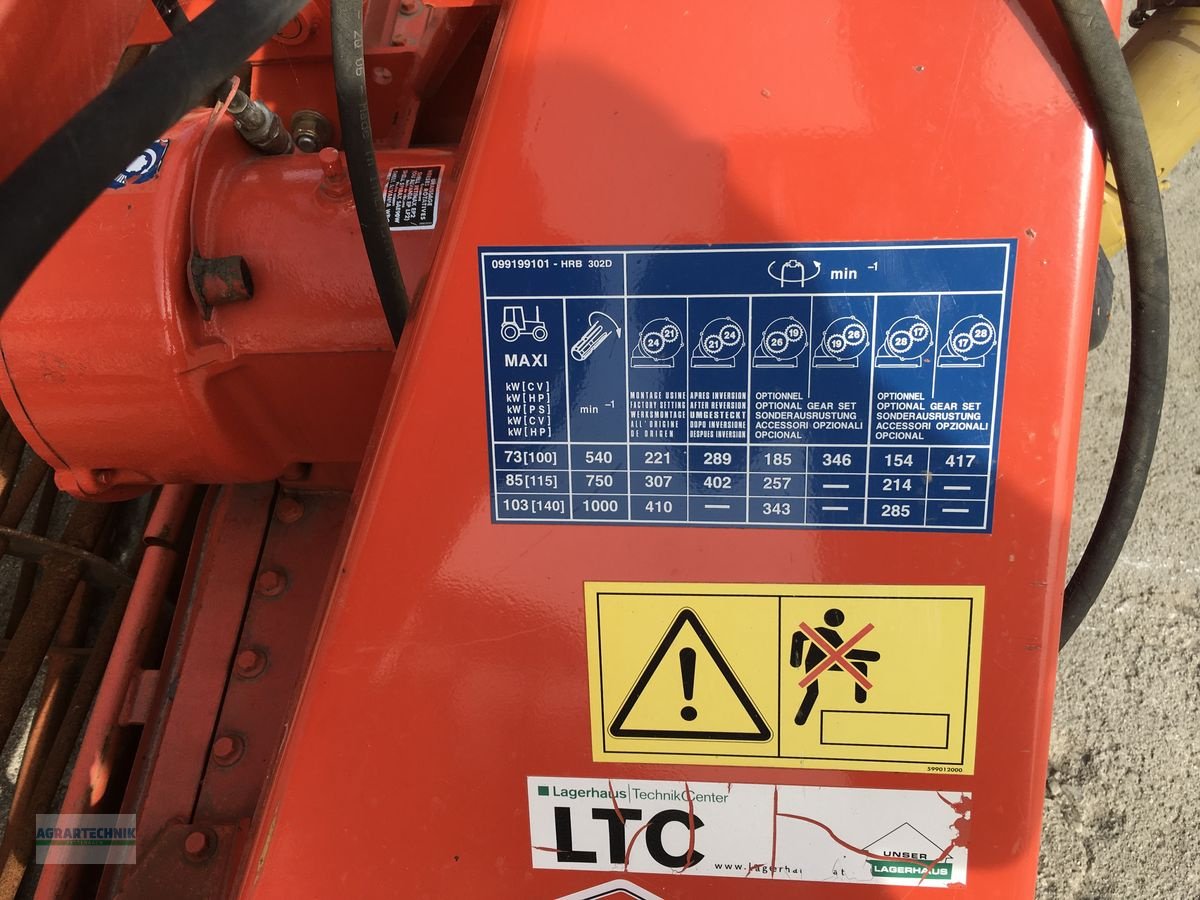 099199101 - HRB 302D
min -1
24 21
21 24
26 19
19 26
28 17
17 28
MAXI
kW [CV]
kW [HP]
kW [PS]
kW [CV]
kW [HP]
min -1
MONTAGE USINE
FACTORY SETTING
WERKSMONTAGE
ALL'ORIGINE
DE ORIGEN
APRES INVERSION
AFTER REVERSION
UMGESTECKT
DOPO INVERSIONE
DESPUES INVERSION
OPTIONNEL
OPTIONAL GEAR SET
SONDERAUSRUSTUNG
ACCESSORI OPZIONALI
OPCIONAL
OPTIONNEL
OPTIONAL GEAR SET
SONDERAUSRUSTUNG
ACCESSORI OPZIONALI
OPCIONAL
73[100] 540 221 289 185 346 154 417
85[115] 750 307 402 257 — 214 —
103[140] 1000 410 — 343 — 285 —
599012000
Lagerhaus|TechnikCenter
LTC
UNSER
LAGERHAUS
AGRARTECHNIK